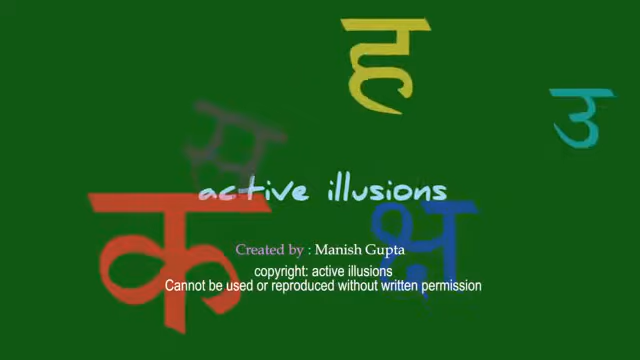 ह
उ
स
active illusions
क
क्ष
Created by : Manish Gupta
copyright: active illusions
Cannot be used or reproduced without written permission